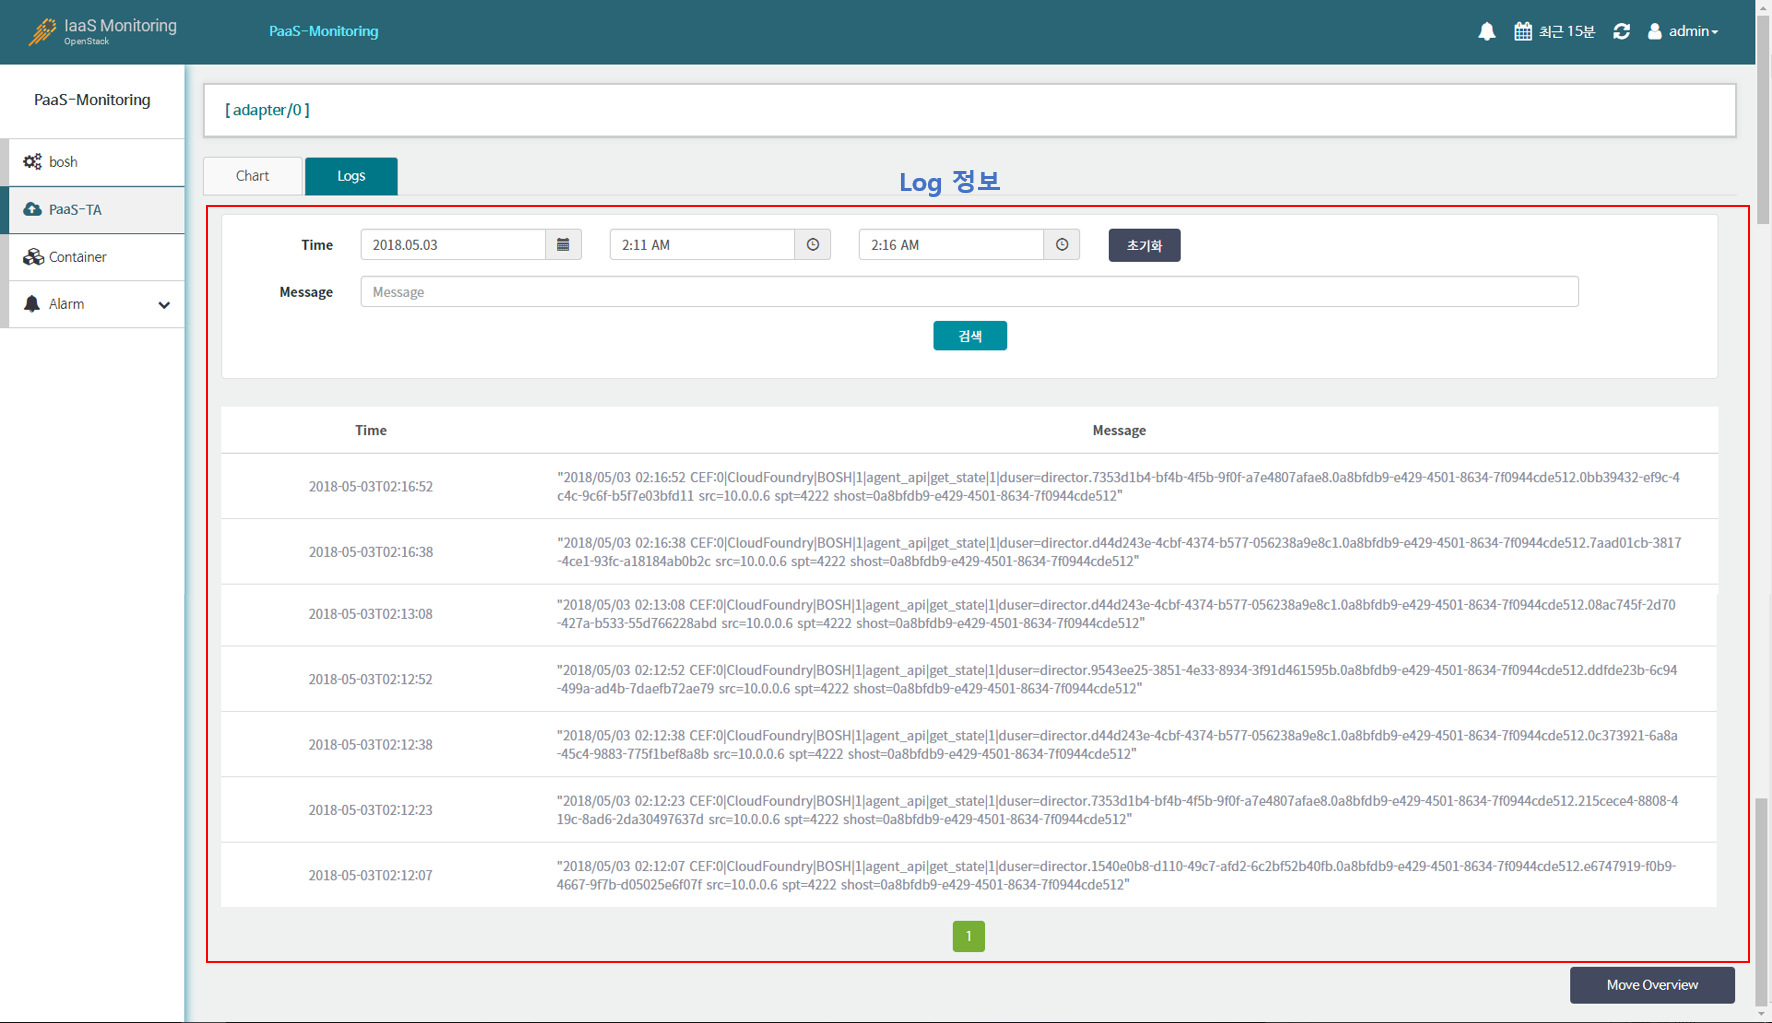 IaaS Monitoring
OpenStack
PaaS-Monitoring
최근 15분
admin
PaaS-Monitoring
bosh
PaaS-TA
Container
Alarm
[ adapter/0 ]
Chart
Logs
Log 정보
Time
2018.05.03
2:11 AM
2:16 AM
초기화
Message
Message
검색
Time
Message
2018-05-03T02:16:52
"2018/05/03 02:16:52 CEF:0|CloudFoundry|BOSH|1|agent_api|get_state|1|duser=director.7353d1b4-bf4b-4f5b-9f0f-a7e4807afae8.0a8bfdb9-e429-4501-8634-7f0944cde512.0bb39432-ef9c-4
c4c-9c6f-b5f7e03bfd11 src=10.0.0.6 spt=4222 shost=0a8bfdb9-e429-4501-8634-7f0944cde512"
2018-05-03T02:16:38
"2018/05/03 02:16:38 CEF:0|CloudFoundry|BOSH|1|agent_api|get_state|1|duser=director.d44d243e-4cbf-4374-b577-056238a9e8c1.0a8bfdb9-e429-4501-8634-7f0944cde512.7aad01cb-3817
-4ce1-93fc-a18184ab0b2c src=10.0.0.6 spt=4222 shost=0a8bfdb9-e429-4501-8634-7f0944cde512"
2018-05-03T02:13:08
"2018/05/03 02:13:08 CEF:0|CloudFoundry|BOSH|1|agent_api|get_state|1|duser=director.d44d243e-4cbf-4374-b577-056238a9e8c1.0a8bfdb9-e429-4501-8634-7f0944cde512.08ac745f-2d70
-427a-b533-55d766228abd src=10.0.0.6 spt=4222 shost=0a8bfdb9-e429-4501-8634-7f0944cde512"
2018-05-03T02:12:52
"2018/05/03 02:12:52 CEF:0|CloudFoundry|BOSH|1|agent_api|get_state|1|duser=director.9543ee25-3851-4e33-8934-3f91d461595b.0a8bfdb9-e429-4501-8634-7f0944cde512.ddfde23b-6c94
-499a-ad4b-7daefb72ae79 src=10.0.0.6 spt=4222 shost=0a8bfdb9-e429-4501-8634-7f0944cde512"
2018-05-03T02:12:38
"2018/05/03 02:12:38 CEF:0|CloudFoundry|BOSH|1|agent_api|get_state|1|duser=director.d44d243e-4cbf-4374-b577-056238a9e8c1.0a8bfdb9-e429-4501-8634-7f0944cde512.0c373921-6a8a
-45c4-9883-775f1bef8a8b src=10.0.0.6 spt=4222 shost=0a8bfdb9-e429-4501-8634-7f0944cde512"
2018-05-03T02:12:23
"2018/05/03 02:12:23 CEF:0|CloudFoundry|BOSH|1|agent_api|get_state|1|duser=director.7353d1b4-bf4b-4f5b-9f0f-a7e4807afae8.0a8bfdb9-e429-4501-8634-7f0944cde512.215cece4-8808-4
19c-8ad6-2da30497637d src=10.0.0.6 spt=4222 shost=0a8bfdb9-e429-4501-8634-7f0944cde512"
2018-05-03T02:12:07
"2018/05/03 02:12:07 CEF:0|CloudFoundry|BOSH|1|agent_api|get_state|1|duser=director.1540e0b8-d110-49c7-afd2-6c2bf52b40fb.0a8bfdb9-e429-4501-8634-7f0944cde512.e6747919-f0b9-
4667-9f7b-d05025e6f07f src=10.0.0.6 spt=4222 shost=0a8bfdb9-e429-4501-8634-7f0944cde512"
1
Move Overview